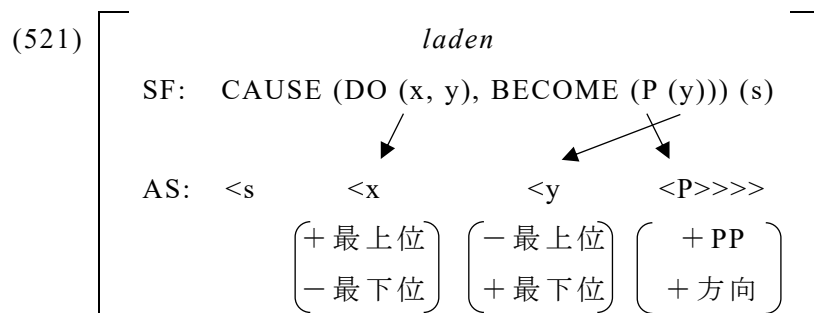 (521) laden
SF: CAUSE (DO (x, y), BECOME (P (y))) (s)
AS: <s <x <y <P>>>>
+最上位 −最上位 +PP
−最下位 +最下位 +方向